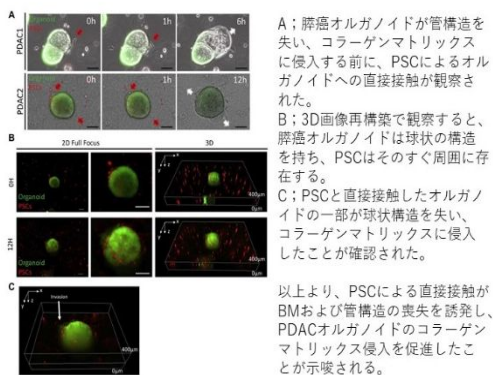 A
0h
1h
6h
Organoid
PSCs
PDAC1
0h
1h
12h
Organoid
PDAC2
B
2D Full Focus
3D
0H
Organoid
PSCs
400μm
12H
Organoid
PSCs
400μm
C
Invasion
400μm
A;膵癌オルガノイドが管構造を
失い、コラーゲンマトリックス
に侵入する前に、PSCによるオル
ガノイドへの直接接触が観察さ
れた。
B;3D画像再構築で観察すると、
膵癌オルガノイドは球状の構造
を持ち、PSCはそのすぐ周囲に存
在する。
C;PSCと直接接触したオルガノ
イドの一部が球状構造を失い、
コラーゲンマトリックスに侵入
したことが確認された。
以上より、PSCによる直接接触が
BMおよび管構造の喪失を誘発し、
PDACオルガノイドのコラーゲン
マトリックス侵入を促進したこ
とが示唆される。